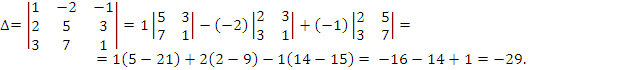 Δ= |1 −2 −1; 2 5 3; 3 7 1| = 1|5 3; 7 1| − (−2)|2 3; 3 1| + (−1)|2 5; 3 7| =
= 1(5 − 21) + 2(2 − 9) − 1(14 − 15) = −16 − 14 + 1 = −29.